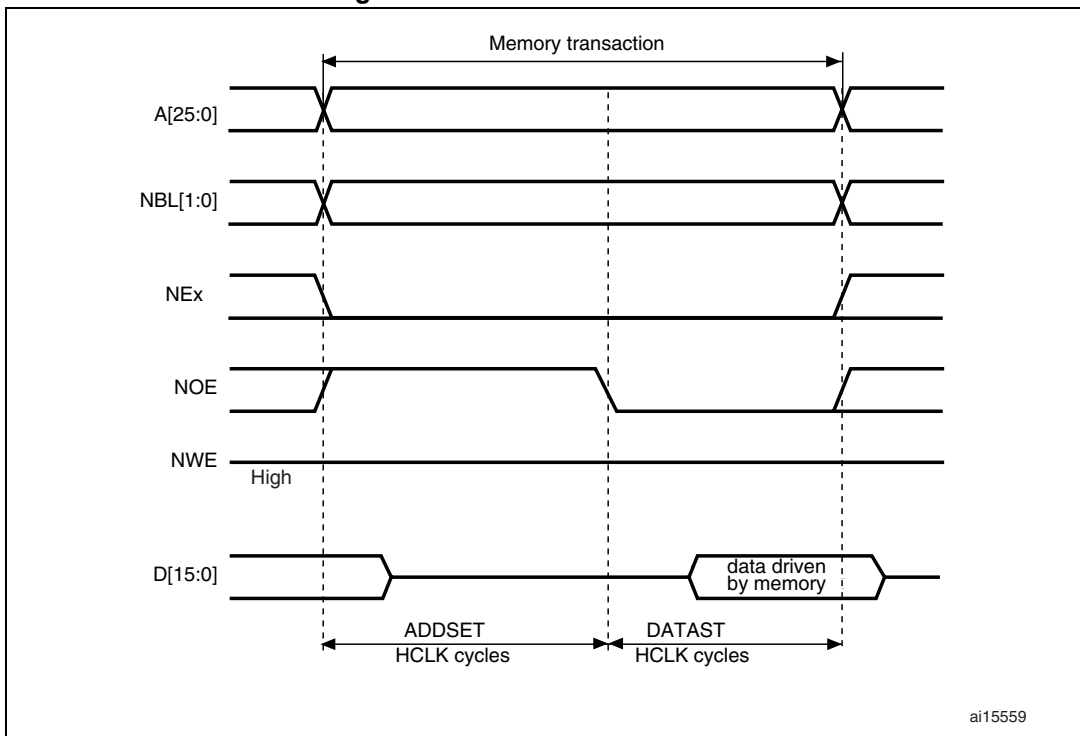 Memory transaction
A[25:0]
NBL[1:0]
NEx
NOE
NWE
High
D[15:0]
data driven
by memory
ADDSET
HCLK cycles
DATAST
HCLK cycles
ai15559